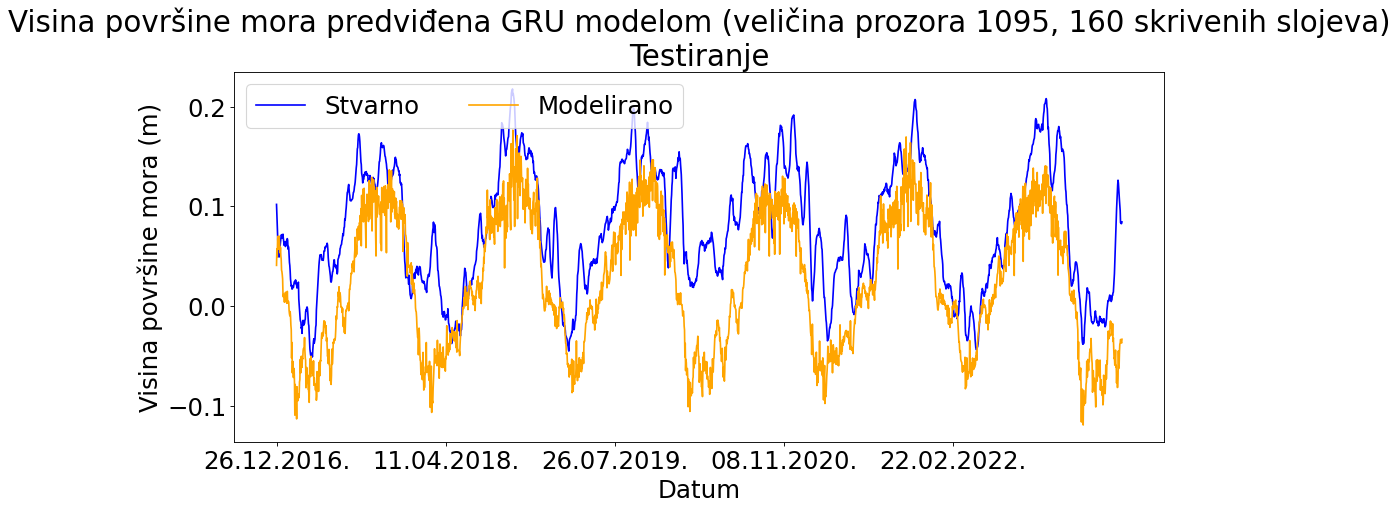 Visina površine mora predviđena GRU modelom (veličina prozora 1095, 160 skrivenih slojeva)
Testiranje
Stvarno Modelirano
Visina površine mora (m)
0.2
0.1
0.0
−0.1
26.12.2016. 11.04.2018. 26.07.2019. 08.11.2020. 22.02.2022.
Datum